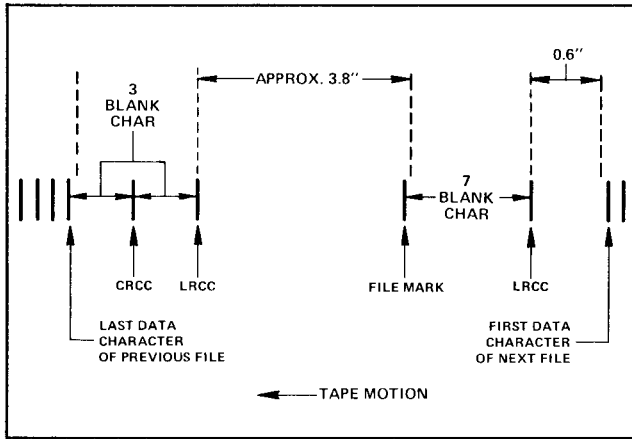 APPROX. 3.8"
0.6"
3
BLANK
CHAR
7
BLANK
CHAR
CRCC
LRCC
FILE MARK
LRCC
LAST DATA
CHARACTER
OF PREVIOUS FILE
FIRST DATA
CHARACTER
OF NEXT FILE
TAPE MOTION